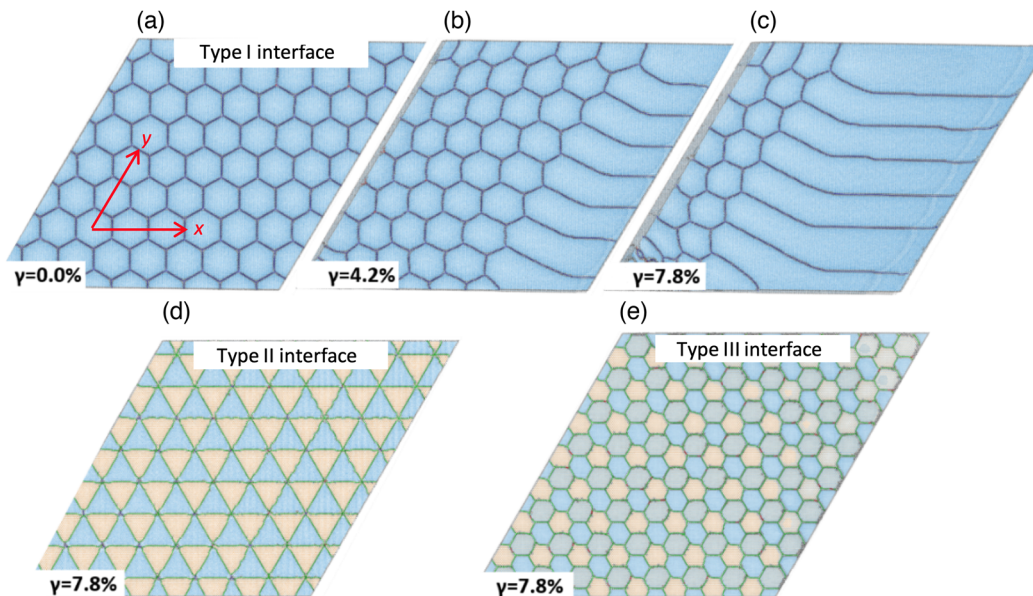 (a)
(b)
(c)
Type I interface
y
x
γ=0.0%
γ=4.2%
γ=7.8%
(d)
(e)
Type II interface
Type III interface
γ=7.8%
γ=7.8%